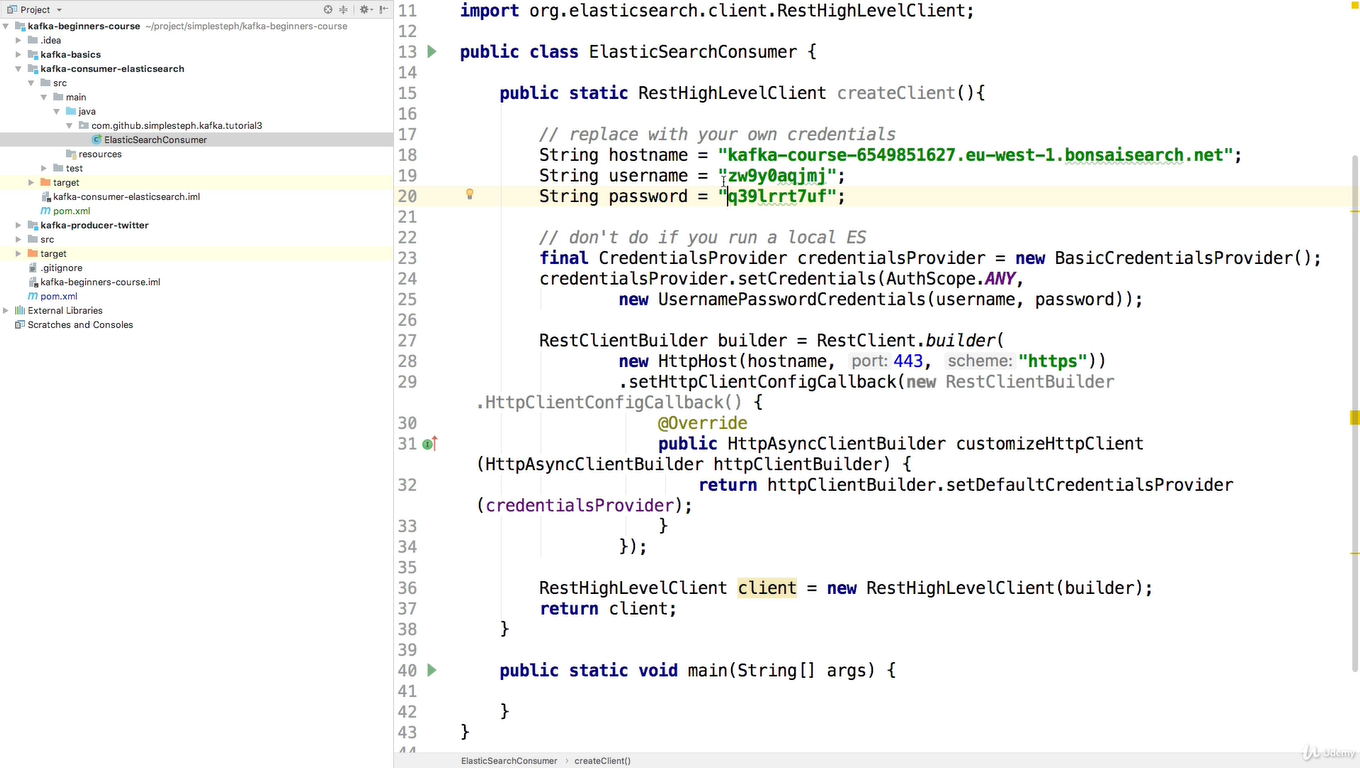 Project
kafka-beginners-course ~/project/simplesteph/kafka-beginners-course
.idea
kafka-basics
kafka-consumer-elasticsearch
src
main
java
com.github.simplesteph.kafka.tutorial3
ElasticSearchConsumer
resources
test
target
kafka-consumer-elasticsearch.iml
pom.xml
kafka-producer-twitter
src
target
.gitignore
kafka-beginners-course.iml
pom.xml
External Libraries
Scratches and Consoles
11 import org.elasticsearch.client.RestHighLevelClient;
12
13 public class ElasticSearchConsumer {
14
15 public static RestHighLevelClient createClient(){
16
17 // replace with your own credentials
18 String hostname = "kafka-course-6549851627.eu-west-1.bonsaisearch.net";
19 String username = "zw9y0aqjmj";
20 String password = "q39lrrt7uf";
21
22 // don't do if you run a local ES
23 final CredentialsProvider credentialsProvider = new BasicCredentialsProvider();
24 credentialsProvider.setCredentials(AuthScope.ANY,
25 new UsernamePasswordCredentials(username, password));
26
27 RestClientBuilder builder = RestClient.builder(
28 new HttpHost(hostname, port: 443, scheme: "https"))
29 .setHttpClientConfigCallback(new RestClientBuilder
.HttpClientConfigCallback() {
30 @Override
31 public HttpAsyncClientBuilder customizeHttpClient
(HttpAsyncClientBuilder httpClientBuilder) {
32 return httpClientBuilder.setDefaultCredentialsProvider
(credentialsProvider);
33 }
34 });
35
36 RestHighLevelClient client = new RestHighLevelClient(builder);
37 return client;
38 }
39
40 public static void main(String[] args) {
41
42 }
43 }
44
ElasticSearchConsumer › createClient()
Udemy